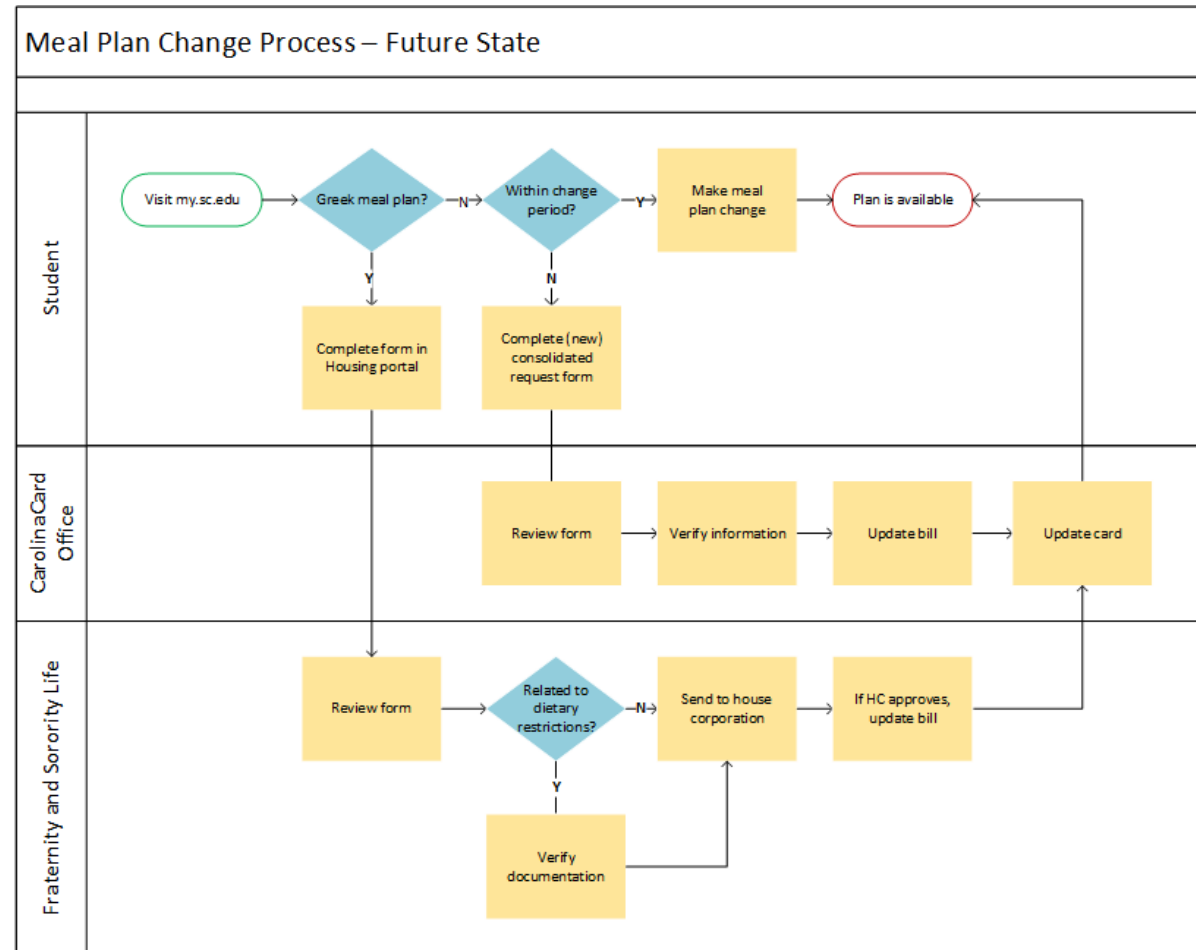 Meal Plan Change Process – Future State
Student
Visit my.sc.edu
Greek meal plan?
N
Within change
period?
Y
Make meal
plan change
Plan is available
Y
N
Complete form in
Housing portal
Complete (new)
consolidated
request form
CarolinaCard
Office
Review form
Verify information
Update bill
Update card
Fraternity and Sorority Life
Review form
Related to
dietary
restrictions?
N
Send to house
corporation
If HC approves,
update bill
Y
Verify
documentation